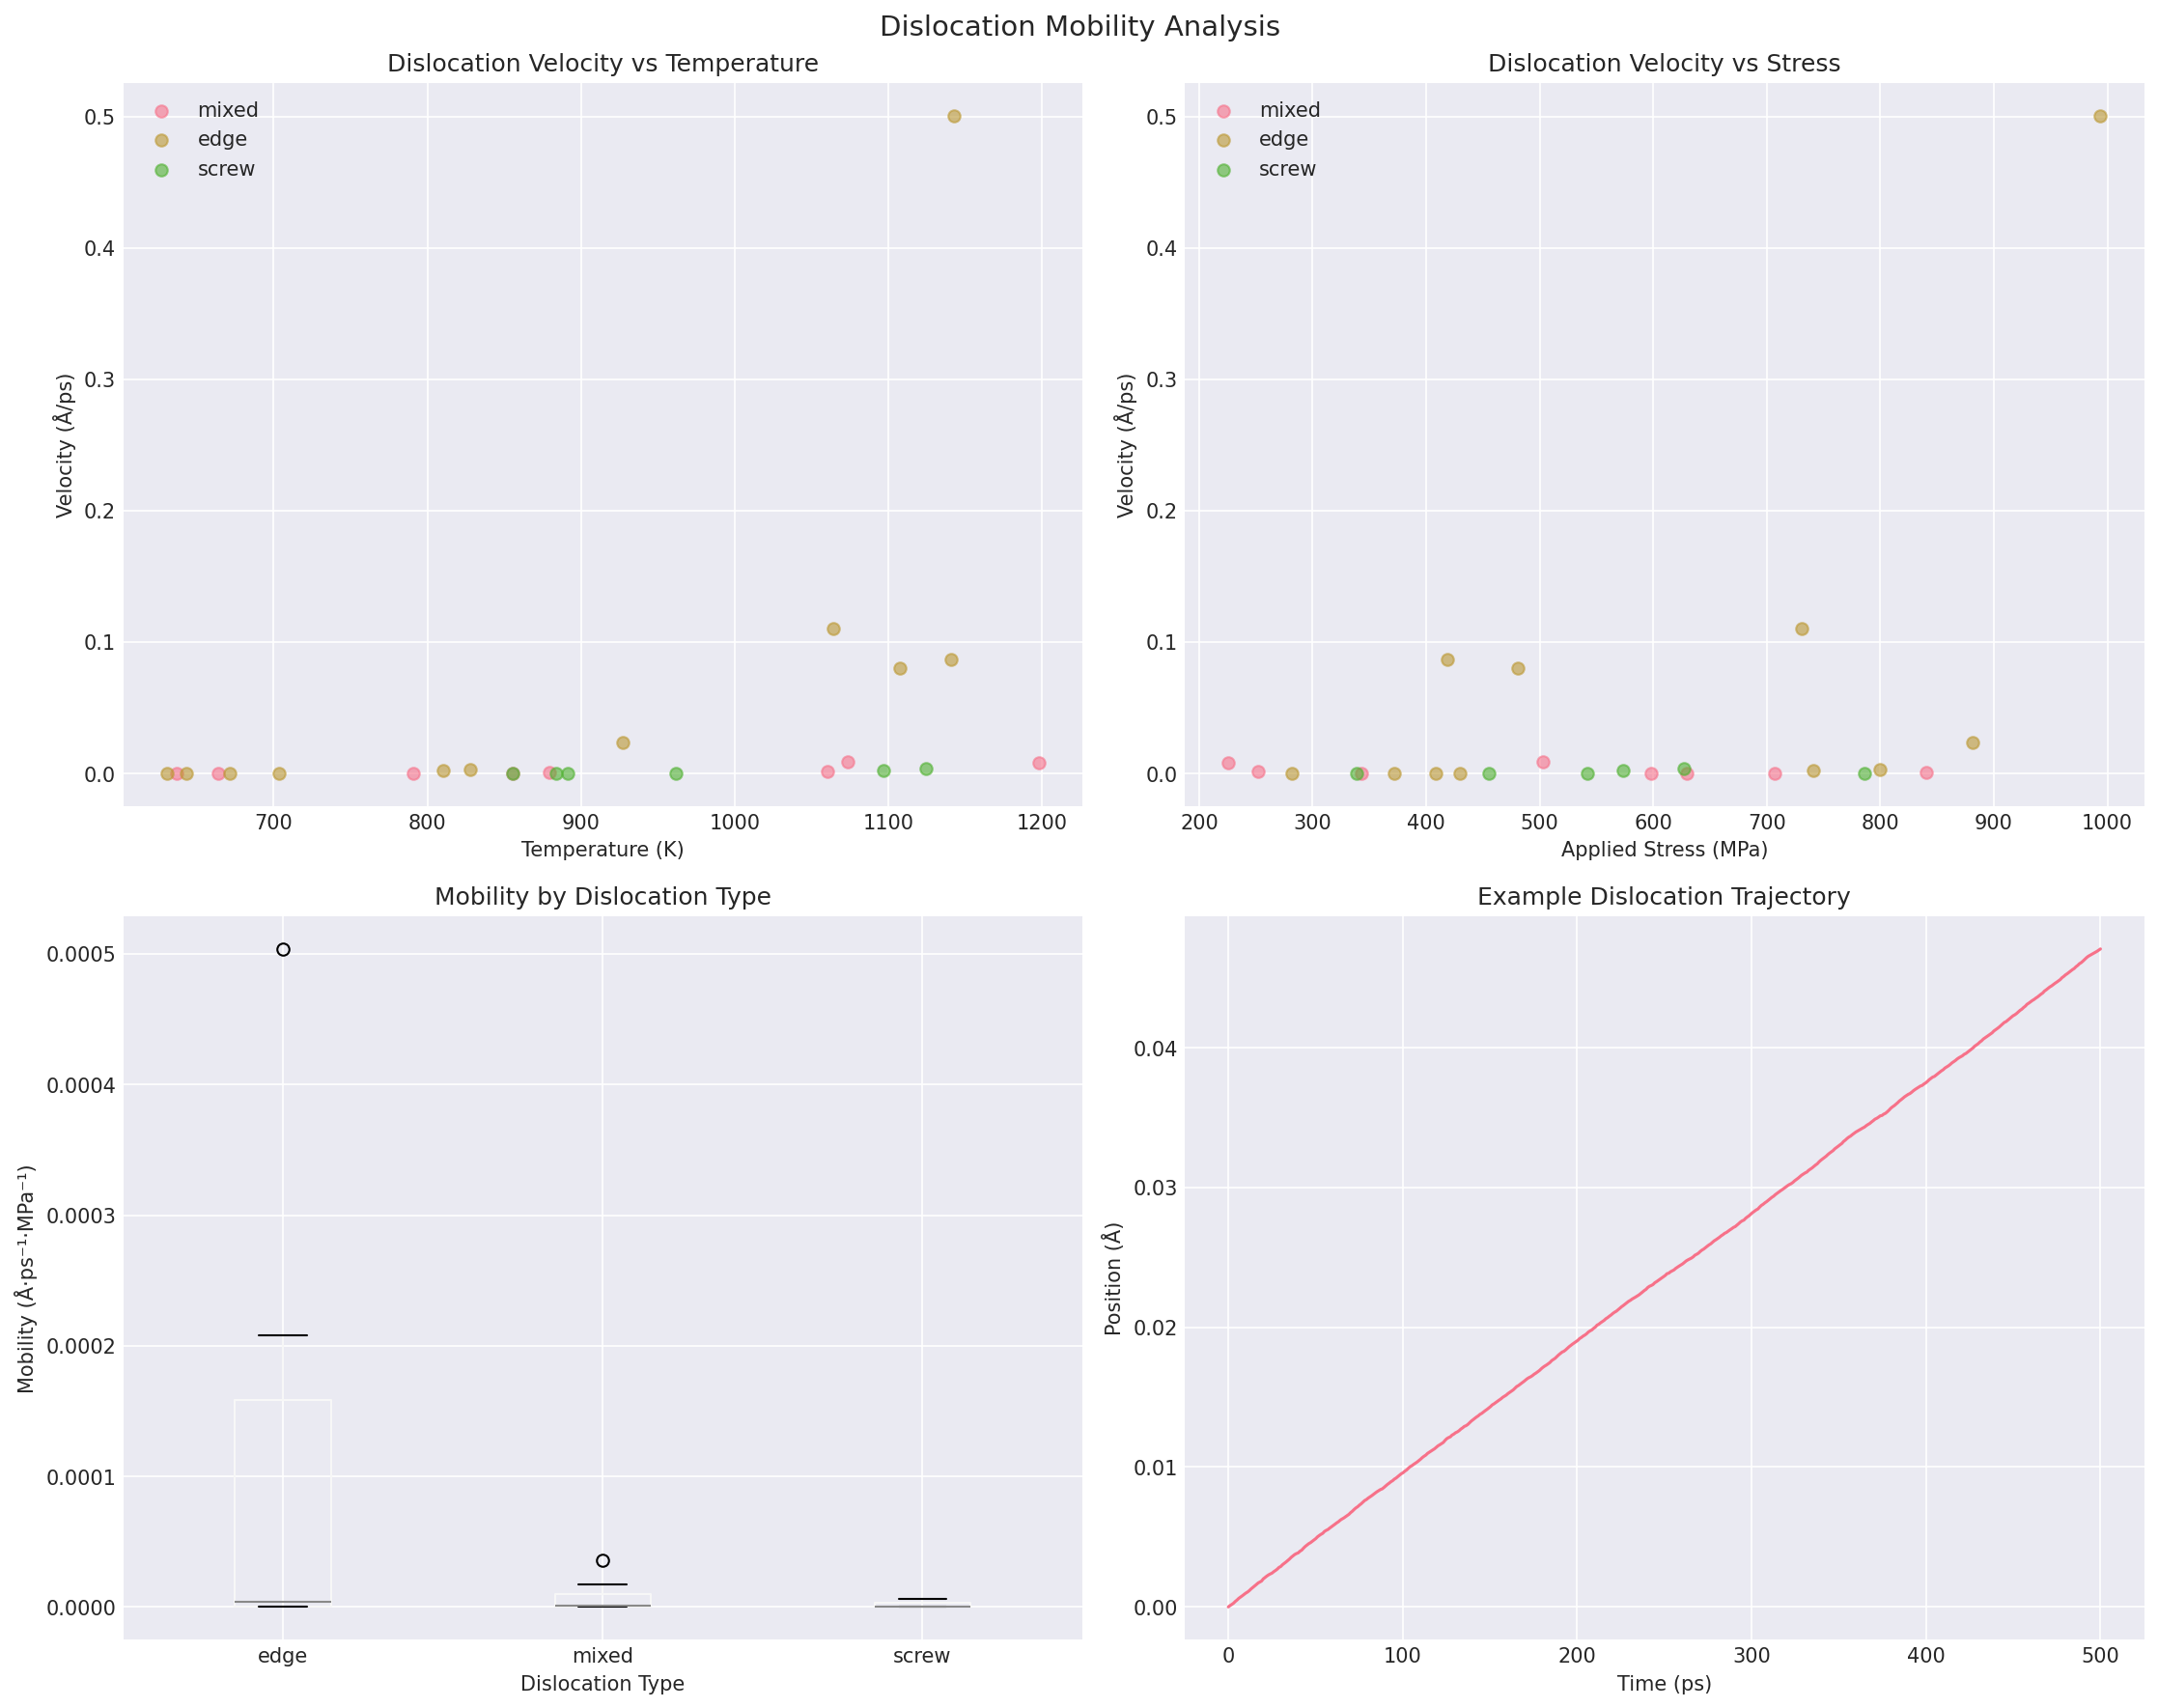 Dislocation Mobility Analysis
Dislocation Velocity vs Temperature
mixed
edge
screw
0.5
0.4
0.3
0.2
0.1
0.0
Velocity (Å/ps)
700 800 900 1000 1100 1200
Temperature (K)
Dislocation Velocity vs Stress
mixed
edge
screw
0.5
0.4
0.3
0.2
0.1
0.0
Velocity (Å/ps)
200 300 400 500 600 700 800 900 1000
Applied Stress (MPa)
Mobility by Dislocation Type
0.0005
0.0004
0.0003
0.0002
0.0001
0.0000
Mobility (Å·ps⁻¹·MPa⁻¹)
edge mixed screw
Dislocation Type
Example Dislocation Trajectory
0.04
0.03
0.02
0.01
0.00
Position (Å)
0 100 200 300 400 500
Time (ps)